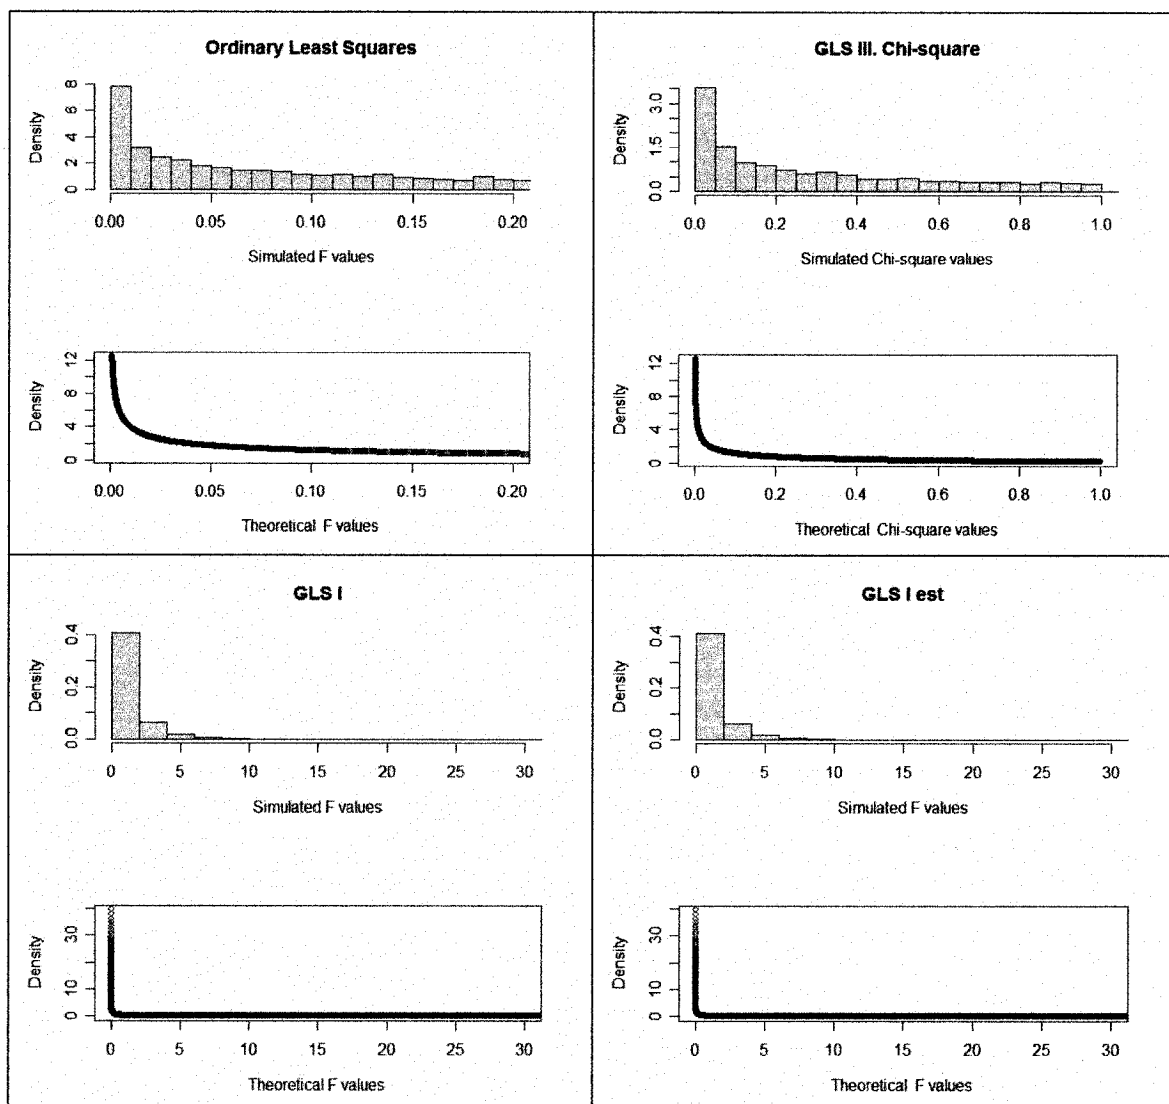 Ordinary Least Squares
Density
0 2 4 6 8
0.00 0.05 0.10 0.15 0.20
Simulated F values
Density
0 4 8 12
0.00 0.05 0.10 0.15 0.20
Theoretical F values
GLS III. Chi-square
Density
0.0 1.5 3.0
0.0 0.2 0.4 0.6 0.8 1.0
Simulated Chi-square values
Density
0 4 8 12
0.0 0.2 0.4 0.6 0.8 1.0
Theoretical Chi-square values
GLS I
Density
0.0 0.2 0.4
0 5 10 15 20 25 30
Simulated F values
Density
0 10 30
0 5 10 15 20 25 30
Theoretical F values
GLS I est
Density
0.0 0.2 0.4
0 5 10 15 20 25 30
Simulated F values
Density
0 10 30
0 5 10 15 20 25 30
Theoretical F values